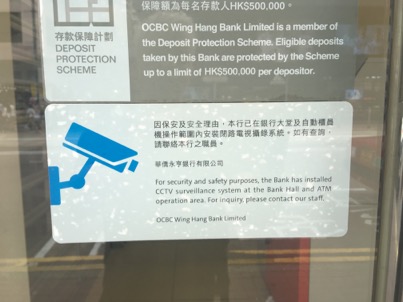 保障額為每名存款人HK$500,000。
OCBC Wing Hang Bank Limited is a member of
the Deposit Protection Scheme. Eligible deposits
taken by this Bank are protected by the Scheme
up to a limit of HK$500,000 per depositor.
存款保障計劃
DEPOSIT
PROTECTION
SCHEME
因保安及安全理由，本行已在銀行大堂及自動櫃員
機操作範圍內安裝閉路電視攝錄系統。如有查詢，
請聯絡本行之職員。
華僑永亨銀行有限公司
For security and safety purposes, the Bank has installed
CCTV surveillance system at the Bank Hall and ATM
operation area. For inquiry, please contact our staff.
OCBC Wing Hang Bank Limited